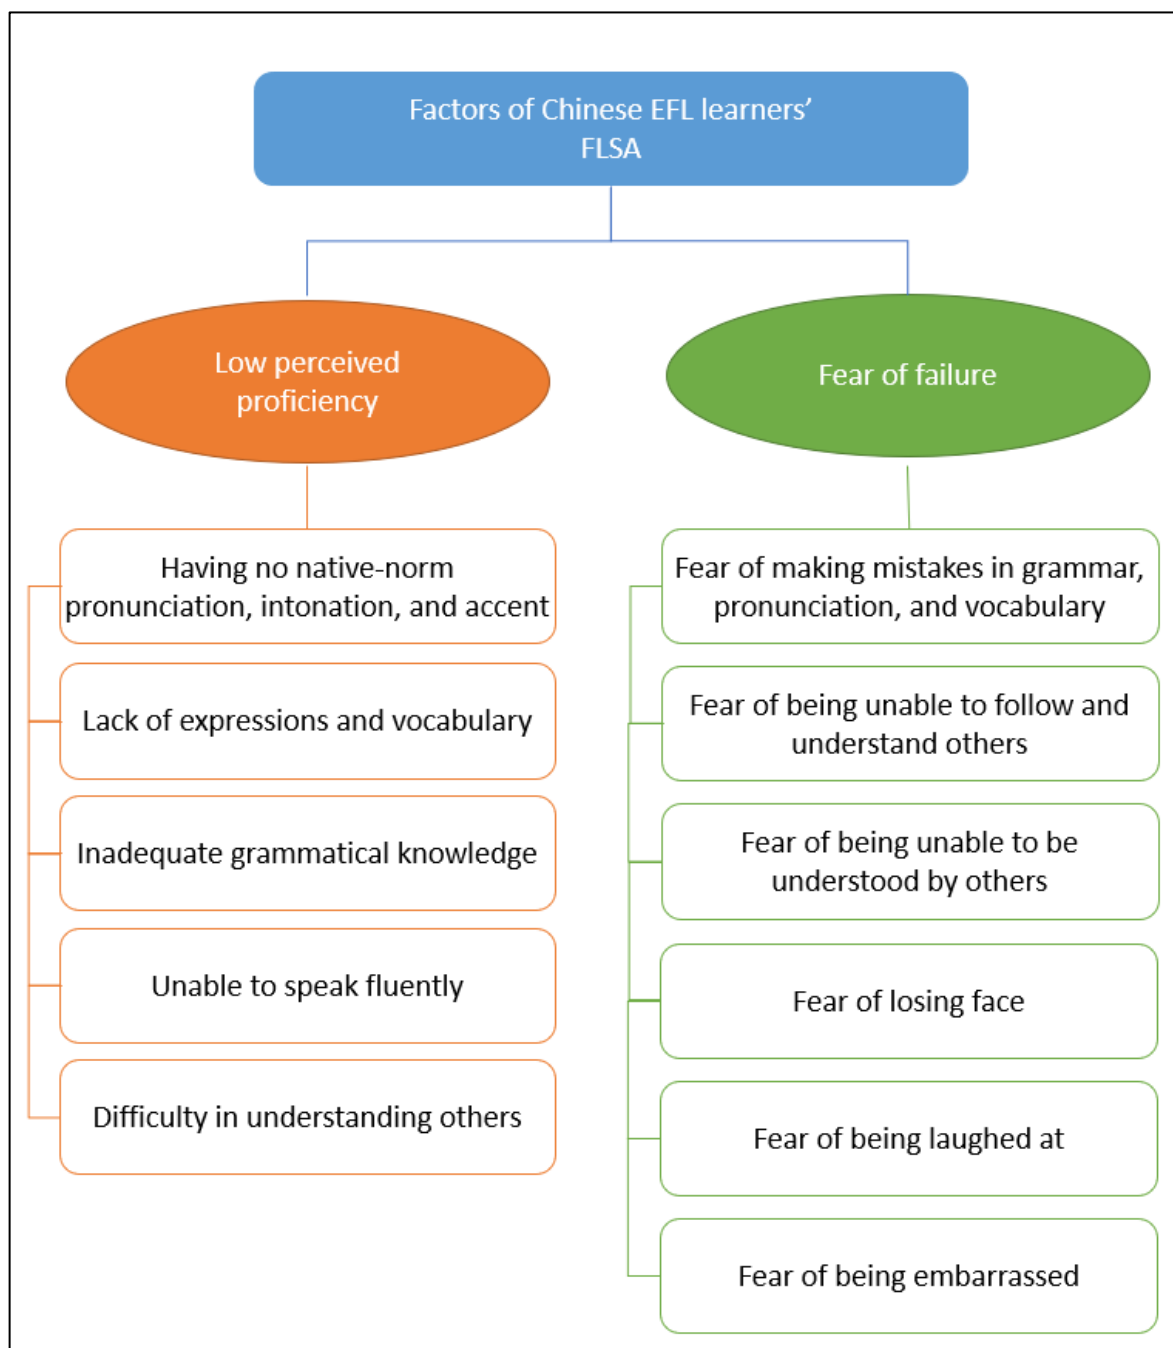 Factors of Chinese EFL learners’
FLSA
Low perceived
proficiency
Having no native-norm
pronunciation, intonation, and accent
Lack of expressions and vocabulary
Inadequate grammatical knowledge
Unable to speak fluently
Difficulty in understanding others
Fear of failure
Fear of making mistakes in grammar,
pronunciation, and vocabulary
Fear of being unable to follow and
understand others
Fear of being unable to be
understood by others
Fear of losing face
Fear of being laughed at
Fear of being embarrassed